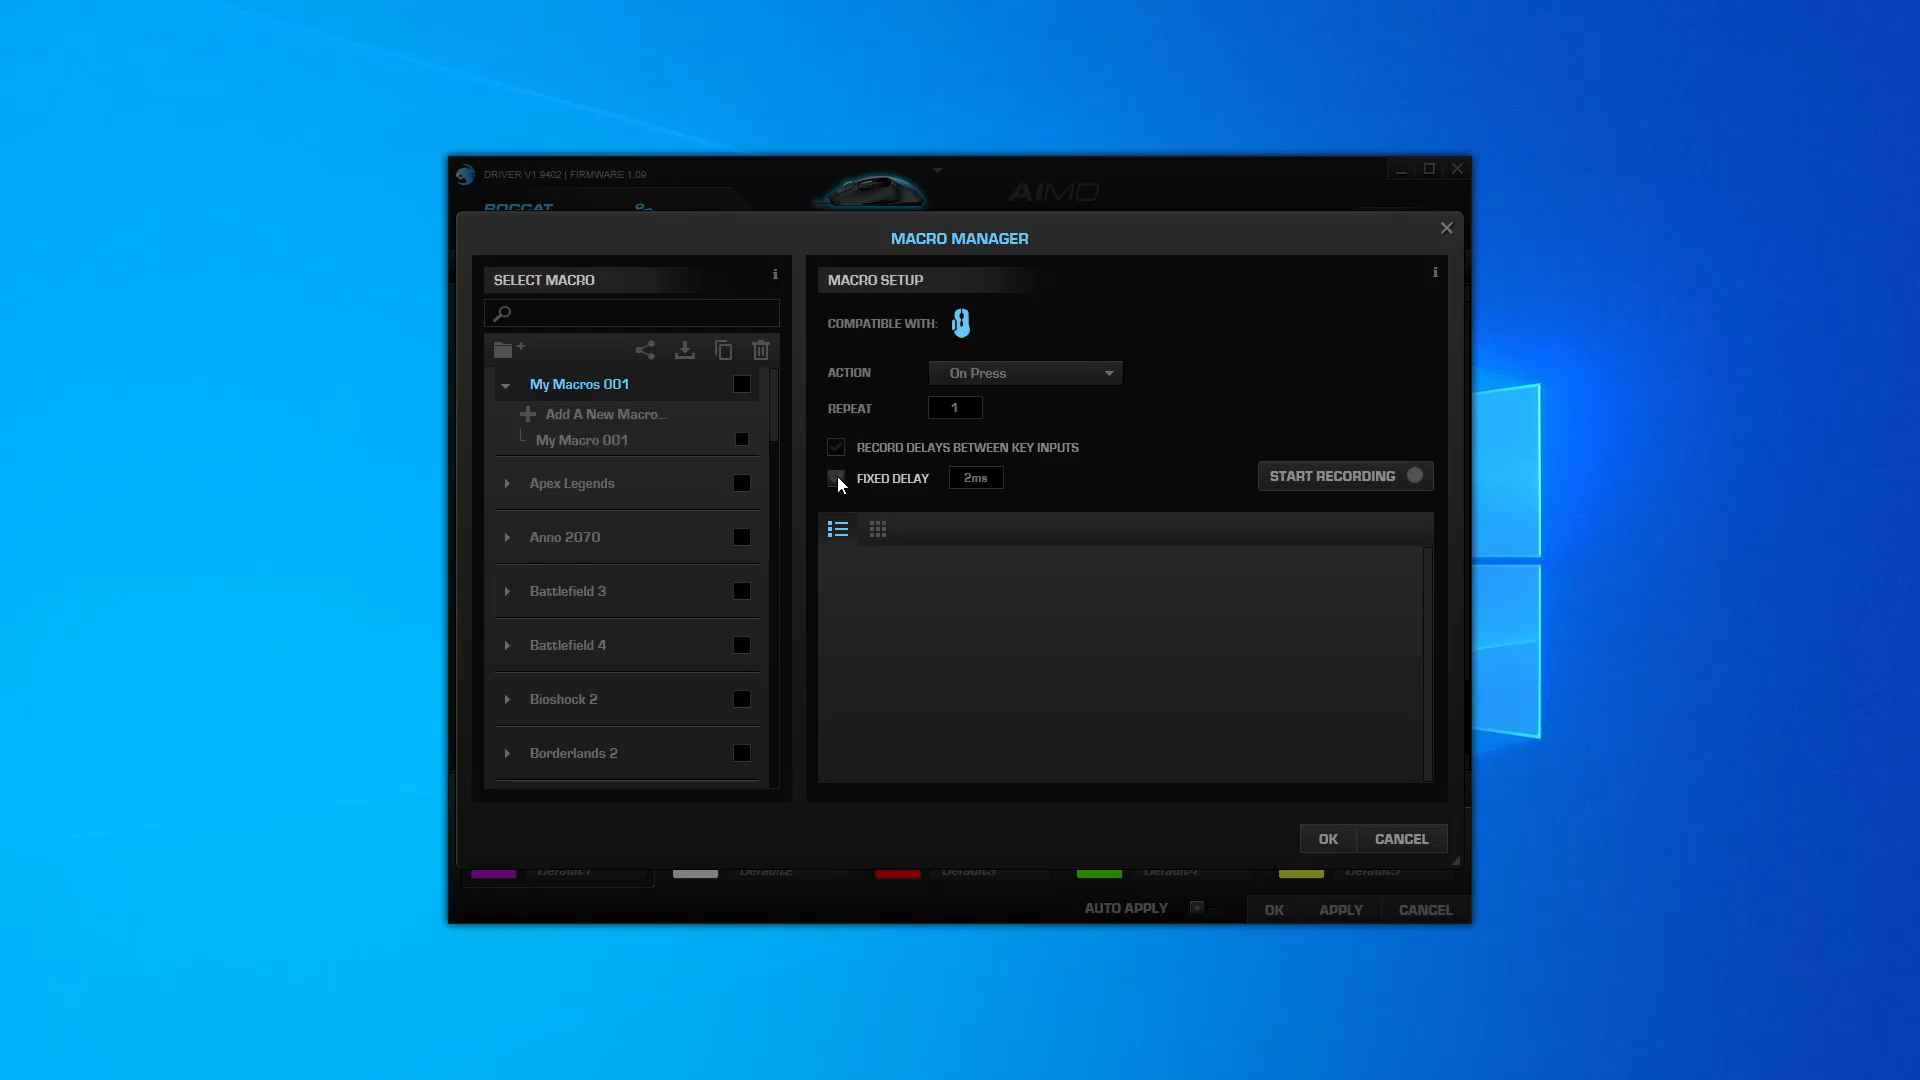 DRIVER V1.9402 | FIRMWARE 1.09
AIMO
ROCCAT
MACRO MANAGER
SELECT MACRO
i
My Macros 001
Add A New Macro...
My Macro 001
Apex Legends
Anno 2070
Battlefield 3
Battlefield 4
Bioshock 2
Borderlands 2
MACRO SETUP
i
COMPATIBLE WITH:
ACTION
On Press
REPEAT
1
RECORD DELAYS BETWEEN KEY INPUTS
FIXED DELAY
2ms
START RECORDING
OK
CANCEL
Default1
Default2
Default3
Default4
Default5
AUTO APPLY
OK
APPLY
CANCEL